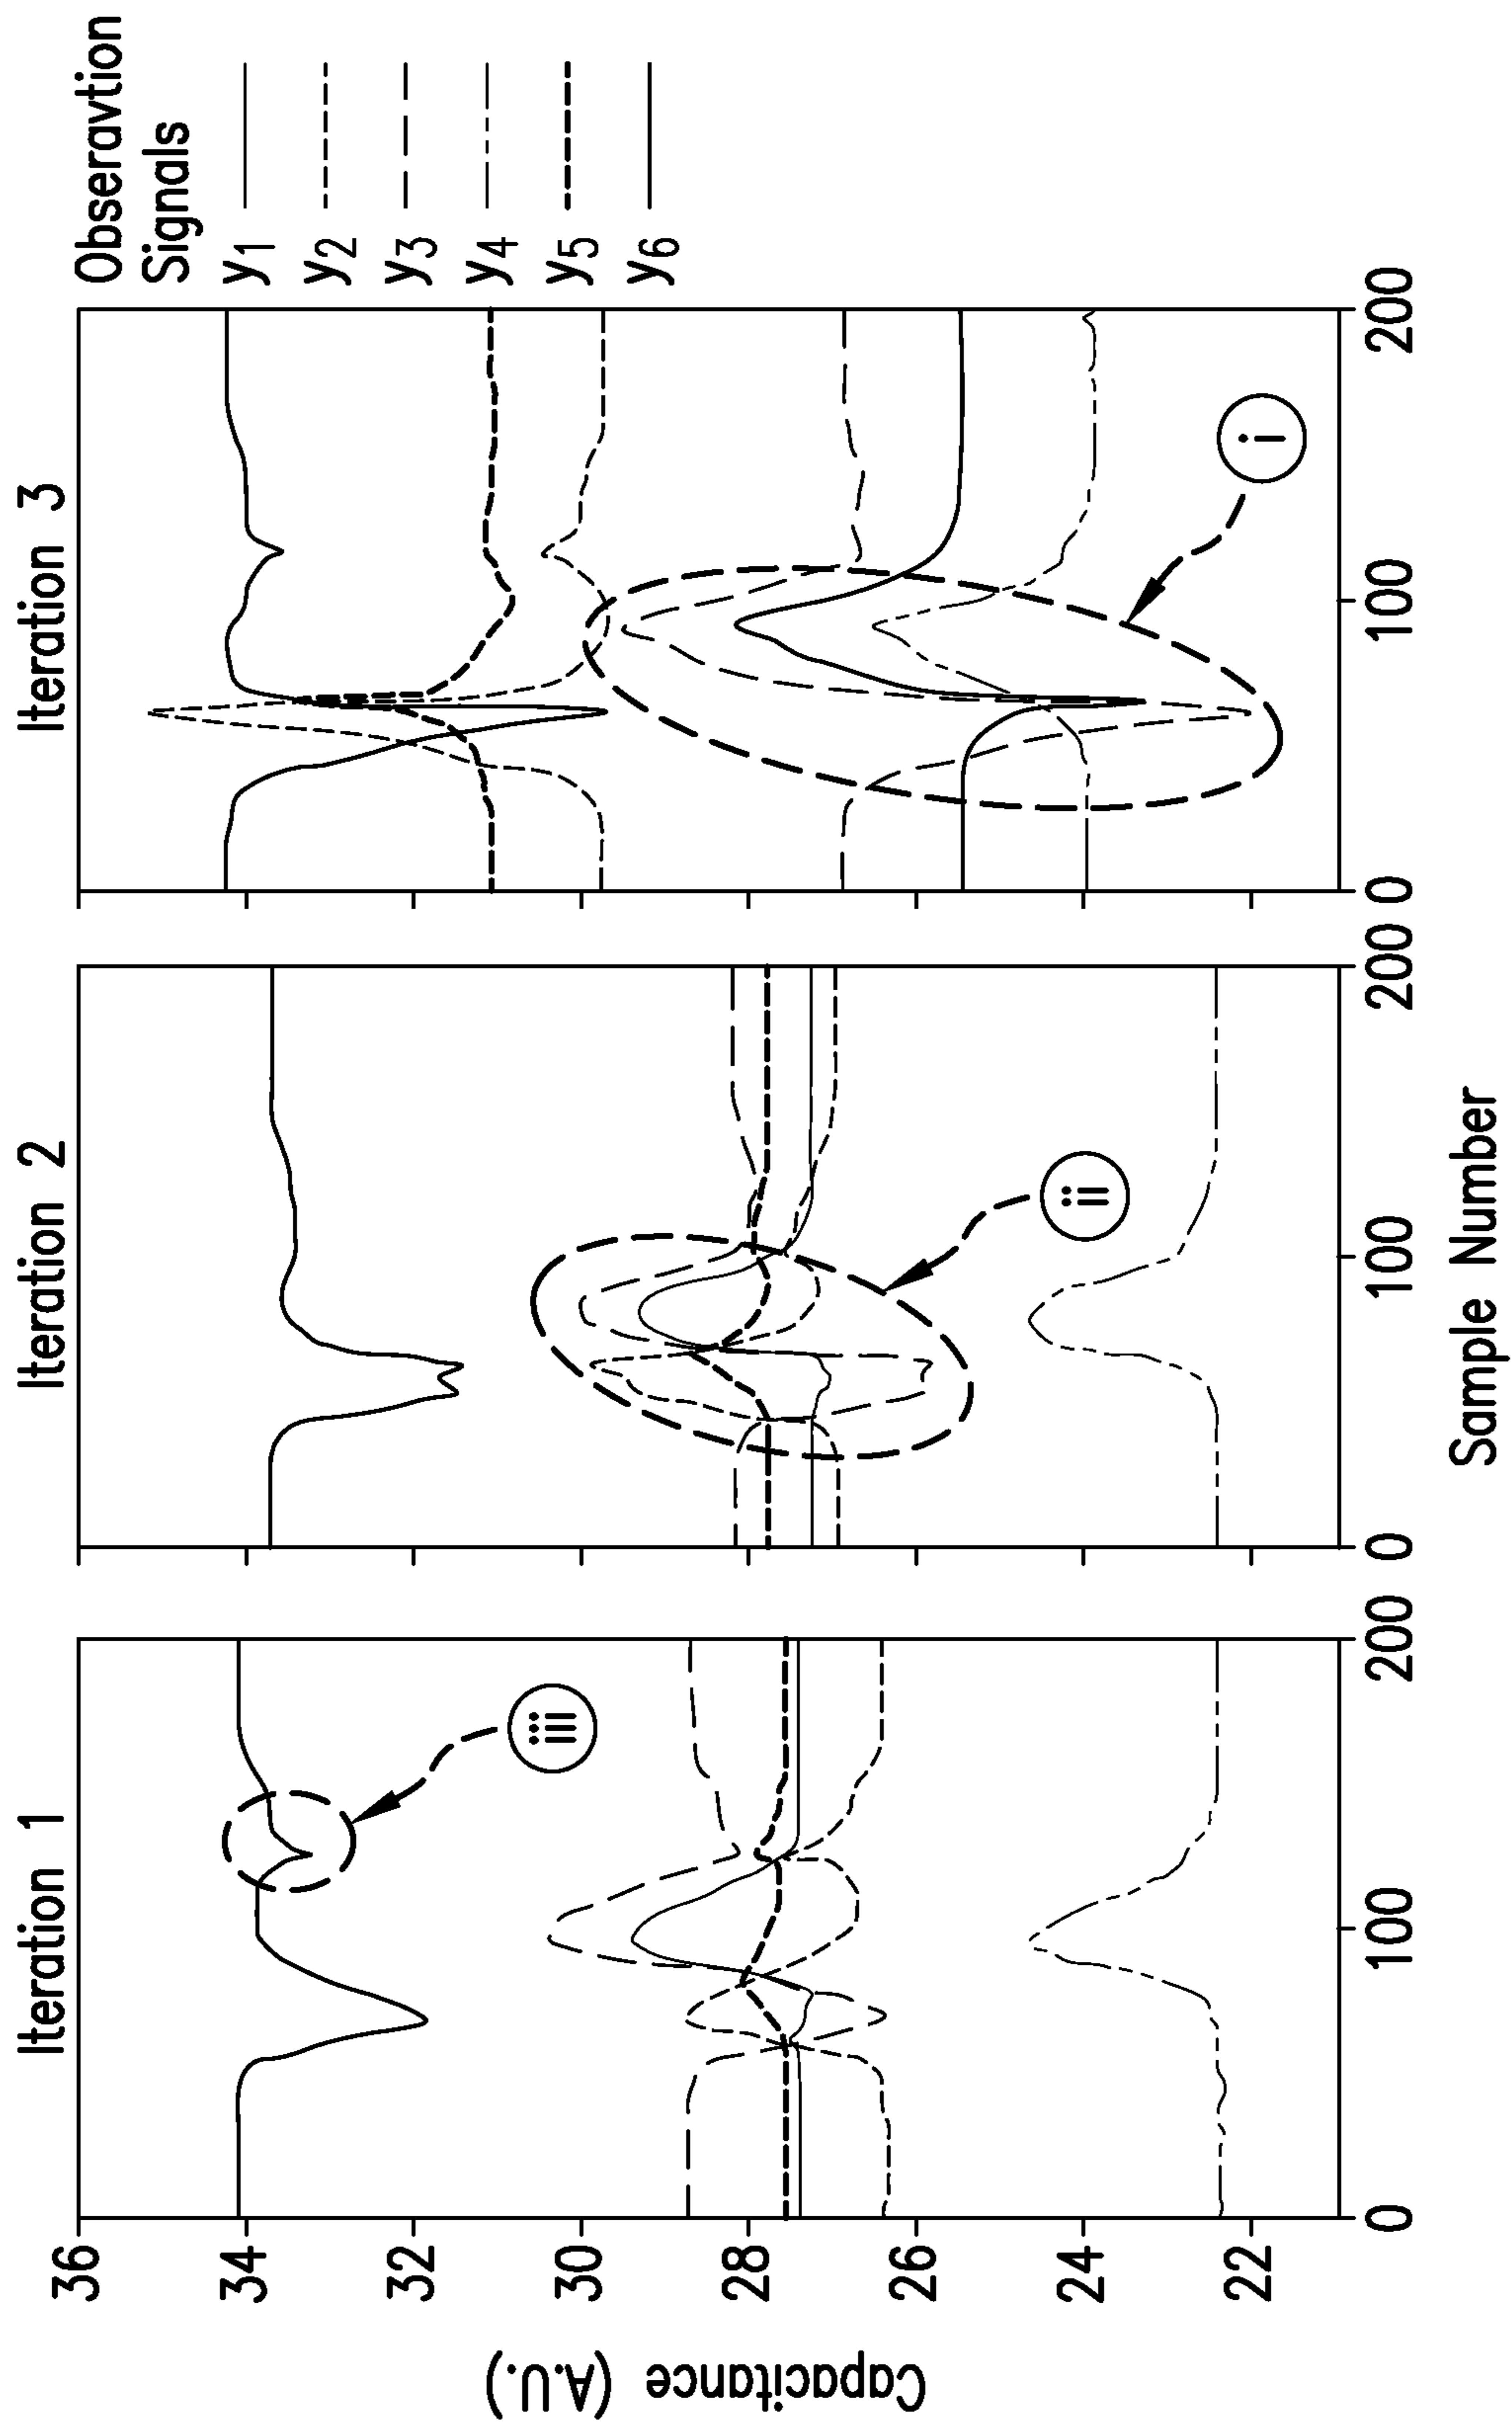 Iteration 1
Iteration 2
Iteration 3
Obseravtion
Signals
y1
y2
y3
y4
y5
y6
36
34
32
30
28
26
24
22
Capacitance (A.U.)
iii
ii
i
0 100 200
0 100 200
0 100 200
Sample Number